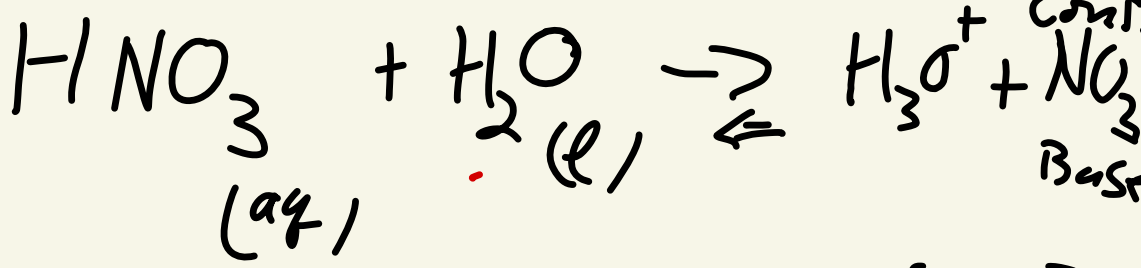 HNO₃ (aq) + H₂O (l) ⇌ H₃O⁺ + NO₃
Base